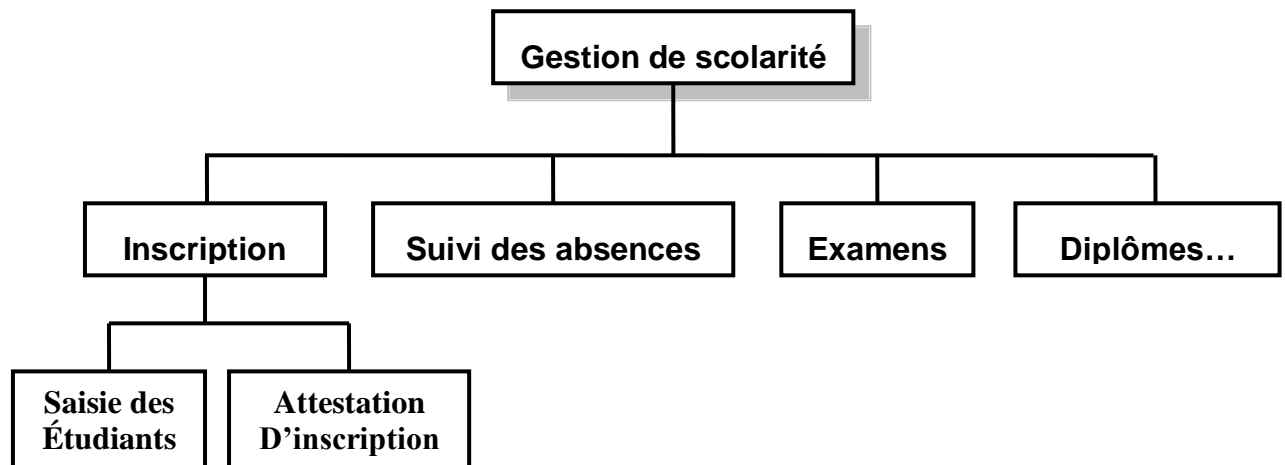 Gestion de scolarité
Inscription
Suivi des absences
Examens
Diplômes…
Saisie des
Étudiants
Attestation
D’inscription